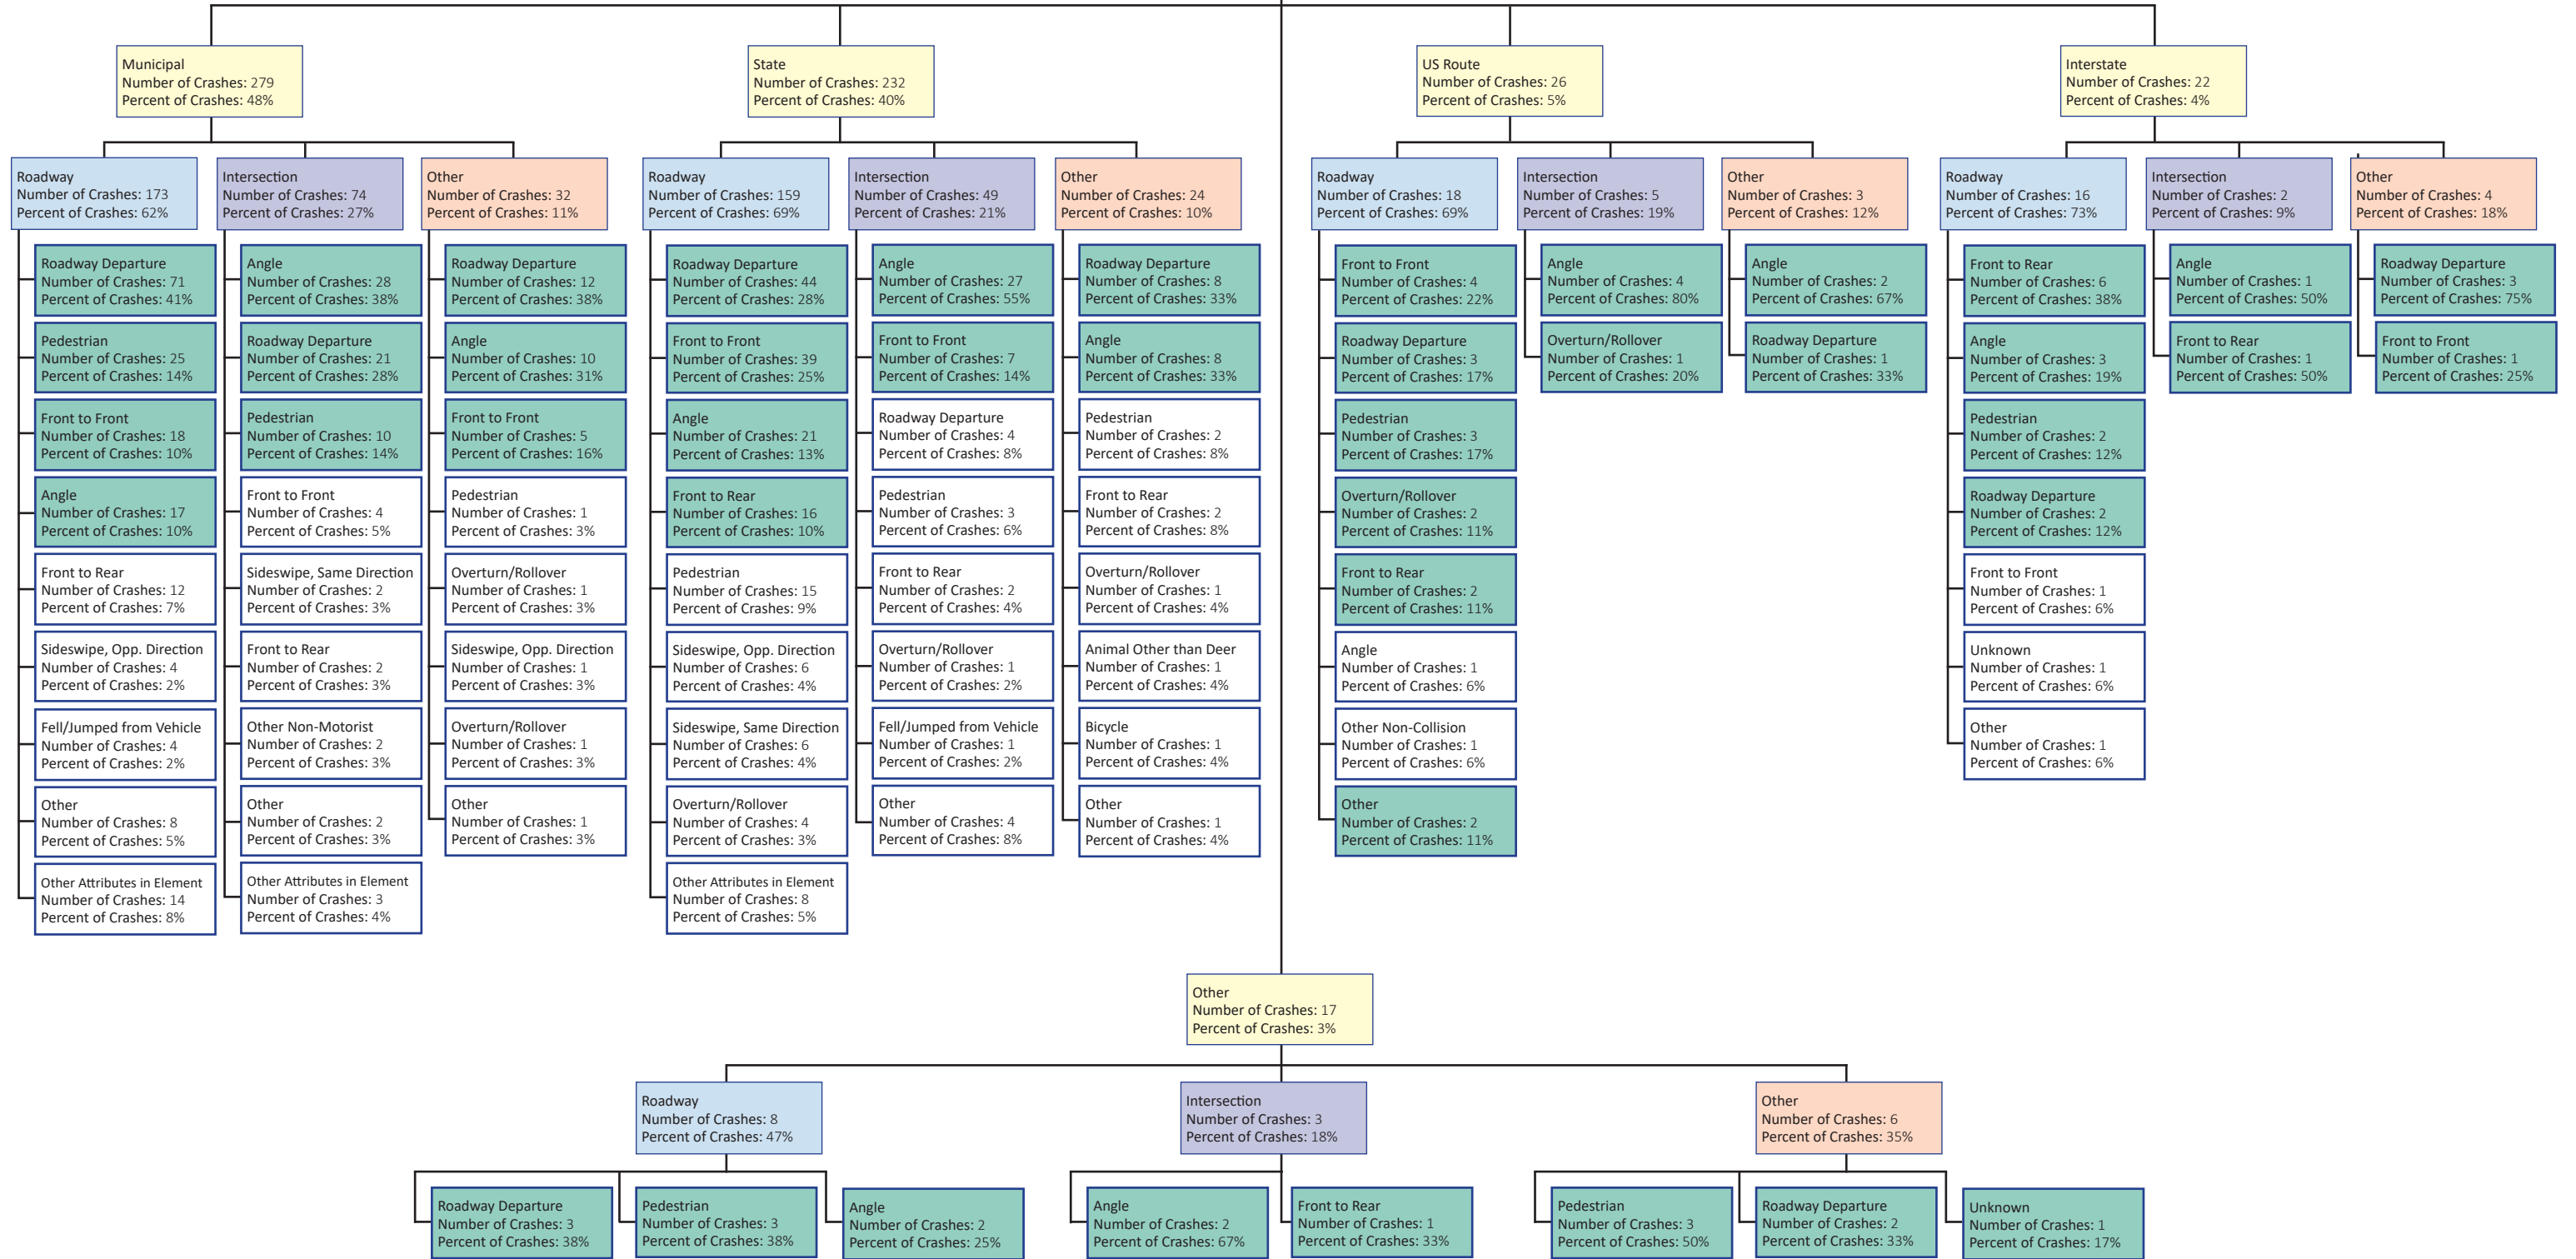 Municipal
Number of Crashes: 279
Percent of Crashes: 48%
State
Number of Crashes: 232
Percent of Crashes: 40%
US Route
Number of Crashes: 26
Percent of Crashes: 5%
Interstate
Number of Crashes: 22
Percent of Crashes: 4%
Roadway
Number of Crashes: 173
Percent of Crashes: 62%
Roadway Departure
Number of Crashes: 71
Percent of Crashes: 41%
Pedestrian
Number of Crashes: 25
Percent of Crashes: 14%
Front to Front
Number of Crashes: 18
Percent of Crashes: 10%
Angle
Number of Crashes: 17
Percent of Crashes: 10%
Front to Rear
Number of Crashes: 12
Percent of Crashes: 7%
Sideswipe, Opp. Direction
Number of Crashes: 4
Percent of Crashes: 2%
Fell/Jumped from Vehicle
Number of Crashes: 4
Percent of Crashes: 2%
Other
Number of Crashes: 8
Percent of Crashes: 5%
Other Attributes in Element
Number of Crashes: 14
Percent of Crashes: 8%
Intersection
Number of Crashes: 74
Percent of Crashes: 27%
Angle
Number of Crashes: 28
Percent of Crashes: 38%
Roadway Departure
Number of Crashes: 21
Percent of Crashes: 28%
Pedestrian
Number of Crashes: 10
Percent of Crashes: 14%
Front to Front
Number of Crashes: 4
Percent of Crashes: 5%
Sideswipe, Same Direction
Number of Crashes: 2
Percent of Crashes: 3%
Front to Rear
Number of Crashes: 2
Percent of Crashes: 3%
Other Non-Motorist
Number of Crashes: 2
Percent of Crashes: 3%
Other
Number of Crashes: 2
Percent of Crashes: 3%
Other Attributes in Element
Number of Crashes: 3
Percent of Crashes: 4%
Other
Number of Crashes: 32
Percent of Crashes: 11%
Roadway Departure
Number of Crashes: 12
Percent of Crashes: 38%
Angle
Number of Crashes: 10
Percent of Crashes: 31%
Front to Front
Number of Crashes: 5
Percent of Crashes: 16%
Pedestrian
Number of Crashes: 1
Percent of Crashes: 3%
Overturn/Rollover
Number of Crashes: 1
Percent of Crashes: 3%
Sideswipe, Opp. Direction
Number of Crashes: 1
Percent of Crashes: 3%
Overturn/Rollover
Number of Crashes: 1
Percent of Crashes: 3%
Other
Number of Crashes: 1
Percent of Crashes: 3%
Roadway
Number of Crashes: 159
Percent of Crashes: 69%
Roadway Departure
Number of Crashes: 44
Percent of Crashes: 28%
Front to Front
Number of Crashes: 39
Percent of Crashes: 25%
Angle
Number of Crashes: 21
Percent of Crashes: 13%
Front to Rear
Number of Crashes: 16
Percent of Crashes: 10%
Pedestrian
Number of Crashes: 15
Percent of Crashes: 9%
Sideswipe, Opp. Direction
Number of Crashes: 6
Percent of Crashes: 4%
Sideswipe, Same Direction
Number of Crashes: 6
Percent of Crashes: 4%
Overturn/Rollover
Number of Crashes: 4
Percent of Crashes: 3%
Other Attributes in Element
Number of Crashes: 8
Percent of Crashes: 5%
Intersection
Number of Crashes: 49
Percent of Crashes: 21%
Angle
Number of Crashes: 27
Percent of Crashes: 55%
Front to Front
Number of Crashes: 7
Percent of Crashes: 14%
Roadway Departure
Number of Crashes: 4
Percent of Crashes: 8%
Pedestrian
Number of Crashes: 3
Percent of Crashes: 6%
Front to Rear
Number of Crashes: 2
Percent of Crashes: 4%
Overturn/Rollover
Number of Crashes: 1
Percent of Crashes: 2%
Fell/Jumped from Vehicle
Number of Crashes: 1
Percent of Crashes: 2%
Other
Number of Crashes: 4
Percent of Crashes: 8%
Other
Number of Crashes: 24
Percent of Crashes: 10%
Roadway Departure
Number of Crashes: 8
Percent of Crashes: 33%
Angle
Number of Crashes: 8
Percent of Crashes: 33%
Pedestrian
Number of Crashes: 2
Percent of Crashes: 8%
Front to Rear
Number of Crashes: 2
Percent of Crashes: 8%
Overturn/Rollover
Number of Crashes: 1
Percent of Crashes: 4%
Animal Other than Deer
Number of Crashes: 1
Percent of Crashes: 4%
Bicycle
Number of Crashes: 1
Percent of Crashes: 4%
Other
Number of Crashes: 1
Percent of Crashes: 4%
Roadway
Number of Crashes: 18
Percent of Crashes: 69%
Front to Front
Number of Crashes: 4
Percent of Crashes: 22%
Roadway Departure
Number of Crashes: 3
Percent of Crashes: 17%
Pedestrian
Number of Crashes: 3
Percent of Crashes: 17%
Overturn/Rollover
Number of Crashes: 2
Percent of Crashes: 11%
Front to Rear
Number of Crashes: 2
Percent of Crashes: 11%
Angle
Number of Crashes: 1
Percent of Crashes: 6%
Other Non-Collision
Number of Crashes: 1
Percent of Crashes: 6%
Other
Number of Crashes: 2
Percent of Crashes: 11%
Intersection
Number of Crashes: 5
Percent of Crashes: 19%
Angle
Number of Crashes: 4
Percent of Crashes: 80%
Overturn/Rollover
Number of Crashes: 1
Percent of Crashes: 20%
Other
Number of Crashes: 3
Percent of Crashes: 12%
Angle
Number of Crashes: 2
Percent of Crashes: 67%
Roadway Departure
Number of Crashes: 1
Percent of Crashes: 33%
Roadway
Number of Crashes: 16
Percent of Crashes: 73%
Front to Rear
Number of Crashes: 6
Percent of Crashes: 38%
Angle
Number of Crashes: 3
Percent of Crashes: 19%
Pedestrian
Number of Crashes: 2
Percent of Crashes: 12%
Roadway Departure
Number of Crashes: 2
Percent of Crashes: 12%
Front to Front
Number of Crashes: 1
Percent of Crashes: 6%
Unknown
Number of Crashes: 1
Percent of Crashes: 6%
Other
Number of Crashes: 1
Percent of Crashes: 6%
Intersection
Number of Crashes: 2
Percent of Crashes: 9%
Angle
Number of Crashes: 1
Percent of Crashes: 50%
Front to Rear
Number of Crashes: 1
Percent of Crashes: 50%
Other
Number of Crashes: 4
Percent of Crashes: 18%
Roadway Departure
Number of Crashes: 3
Percent of Crashes: 75%
Front to Front
Number of Crashes: 1
Percent of Crashes: 25%
Other
Number of Crashes: 17
Percent of Crashes: 3%
Roadway
Number of Crashes: 8
Percent of Crashes: 47%
Roadway Departure
Number of Crashes: 3
Percent of Crashes: 38%
Pedestrian
Number of Crashes: 3
Percent of Crashes: 38%
Angle
Number of Crashes: 2
Percent of Crashes: 25%
Intersection
Number of Crashes: 3
Percent of Crashes: 18%
Angle
Number of Crashes: 2
Percent of Crashes: 67%
Front to Rear
Number of Crashes: 1
Percent of Crashes: 33%
Other
Number of Crashes: 6
Percent of Crashes: 35%
Pedestrian
Number of Crashes: 3
Percent of Crashes: 50%
Roadway Departure
Number of Crashes: 2
Percent of Crashes: 33%
Unknown
Number of Crashes: 1
Percent of Crashes: 17%